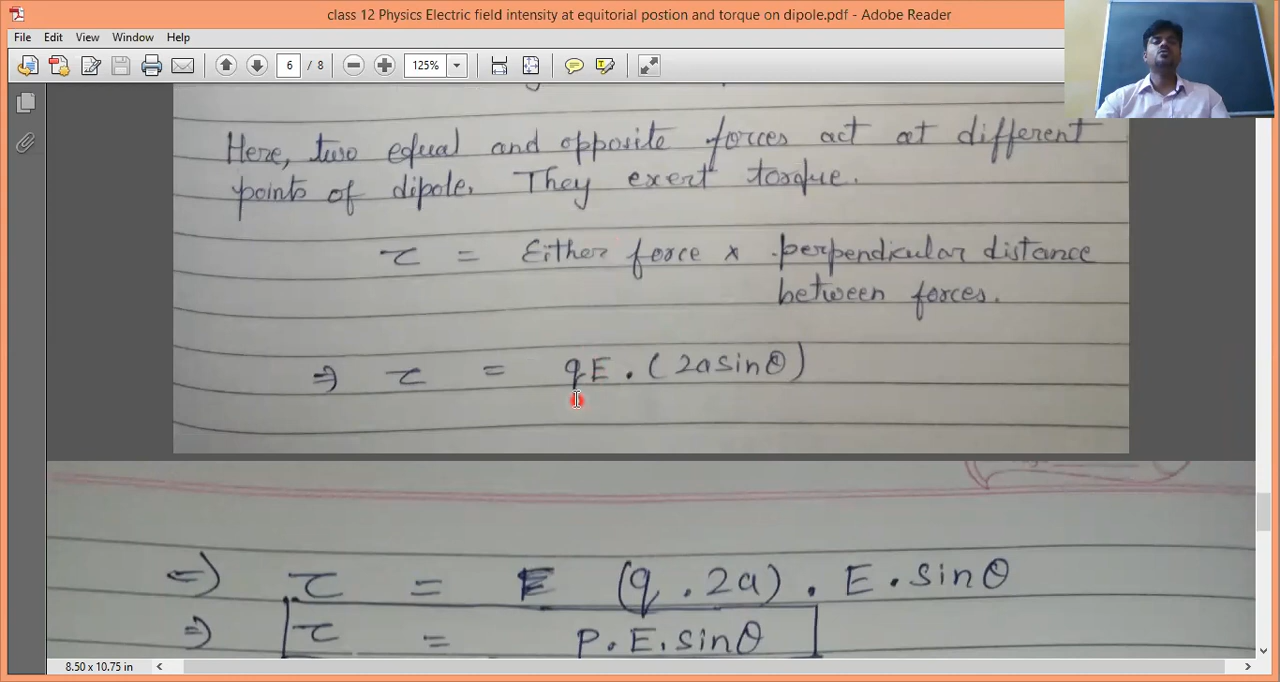 class 12 Physics Electric field intensity at equitorial postion and torque on dipole.pdf - Adobe Reader
File Edit View Window Help
6 / 8 125%
Here, two equal and opposite forces act at different
points of dipole. They exert torque.
τ = Either force × perpendicular distance
between forces.
⇒ τ = qE . (2a sinθ)
⇒ τ = E (q . 2a) . E . sinθ
⇒ τ = P . E . sinθ
8.50 x 10.75 in